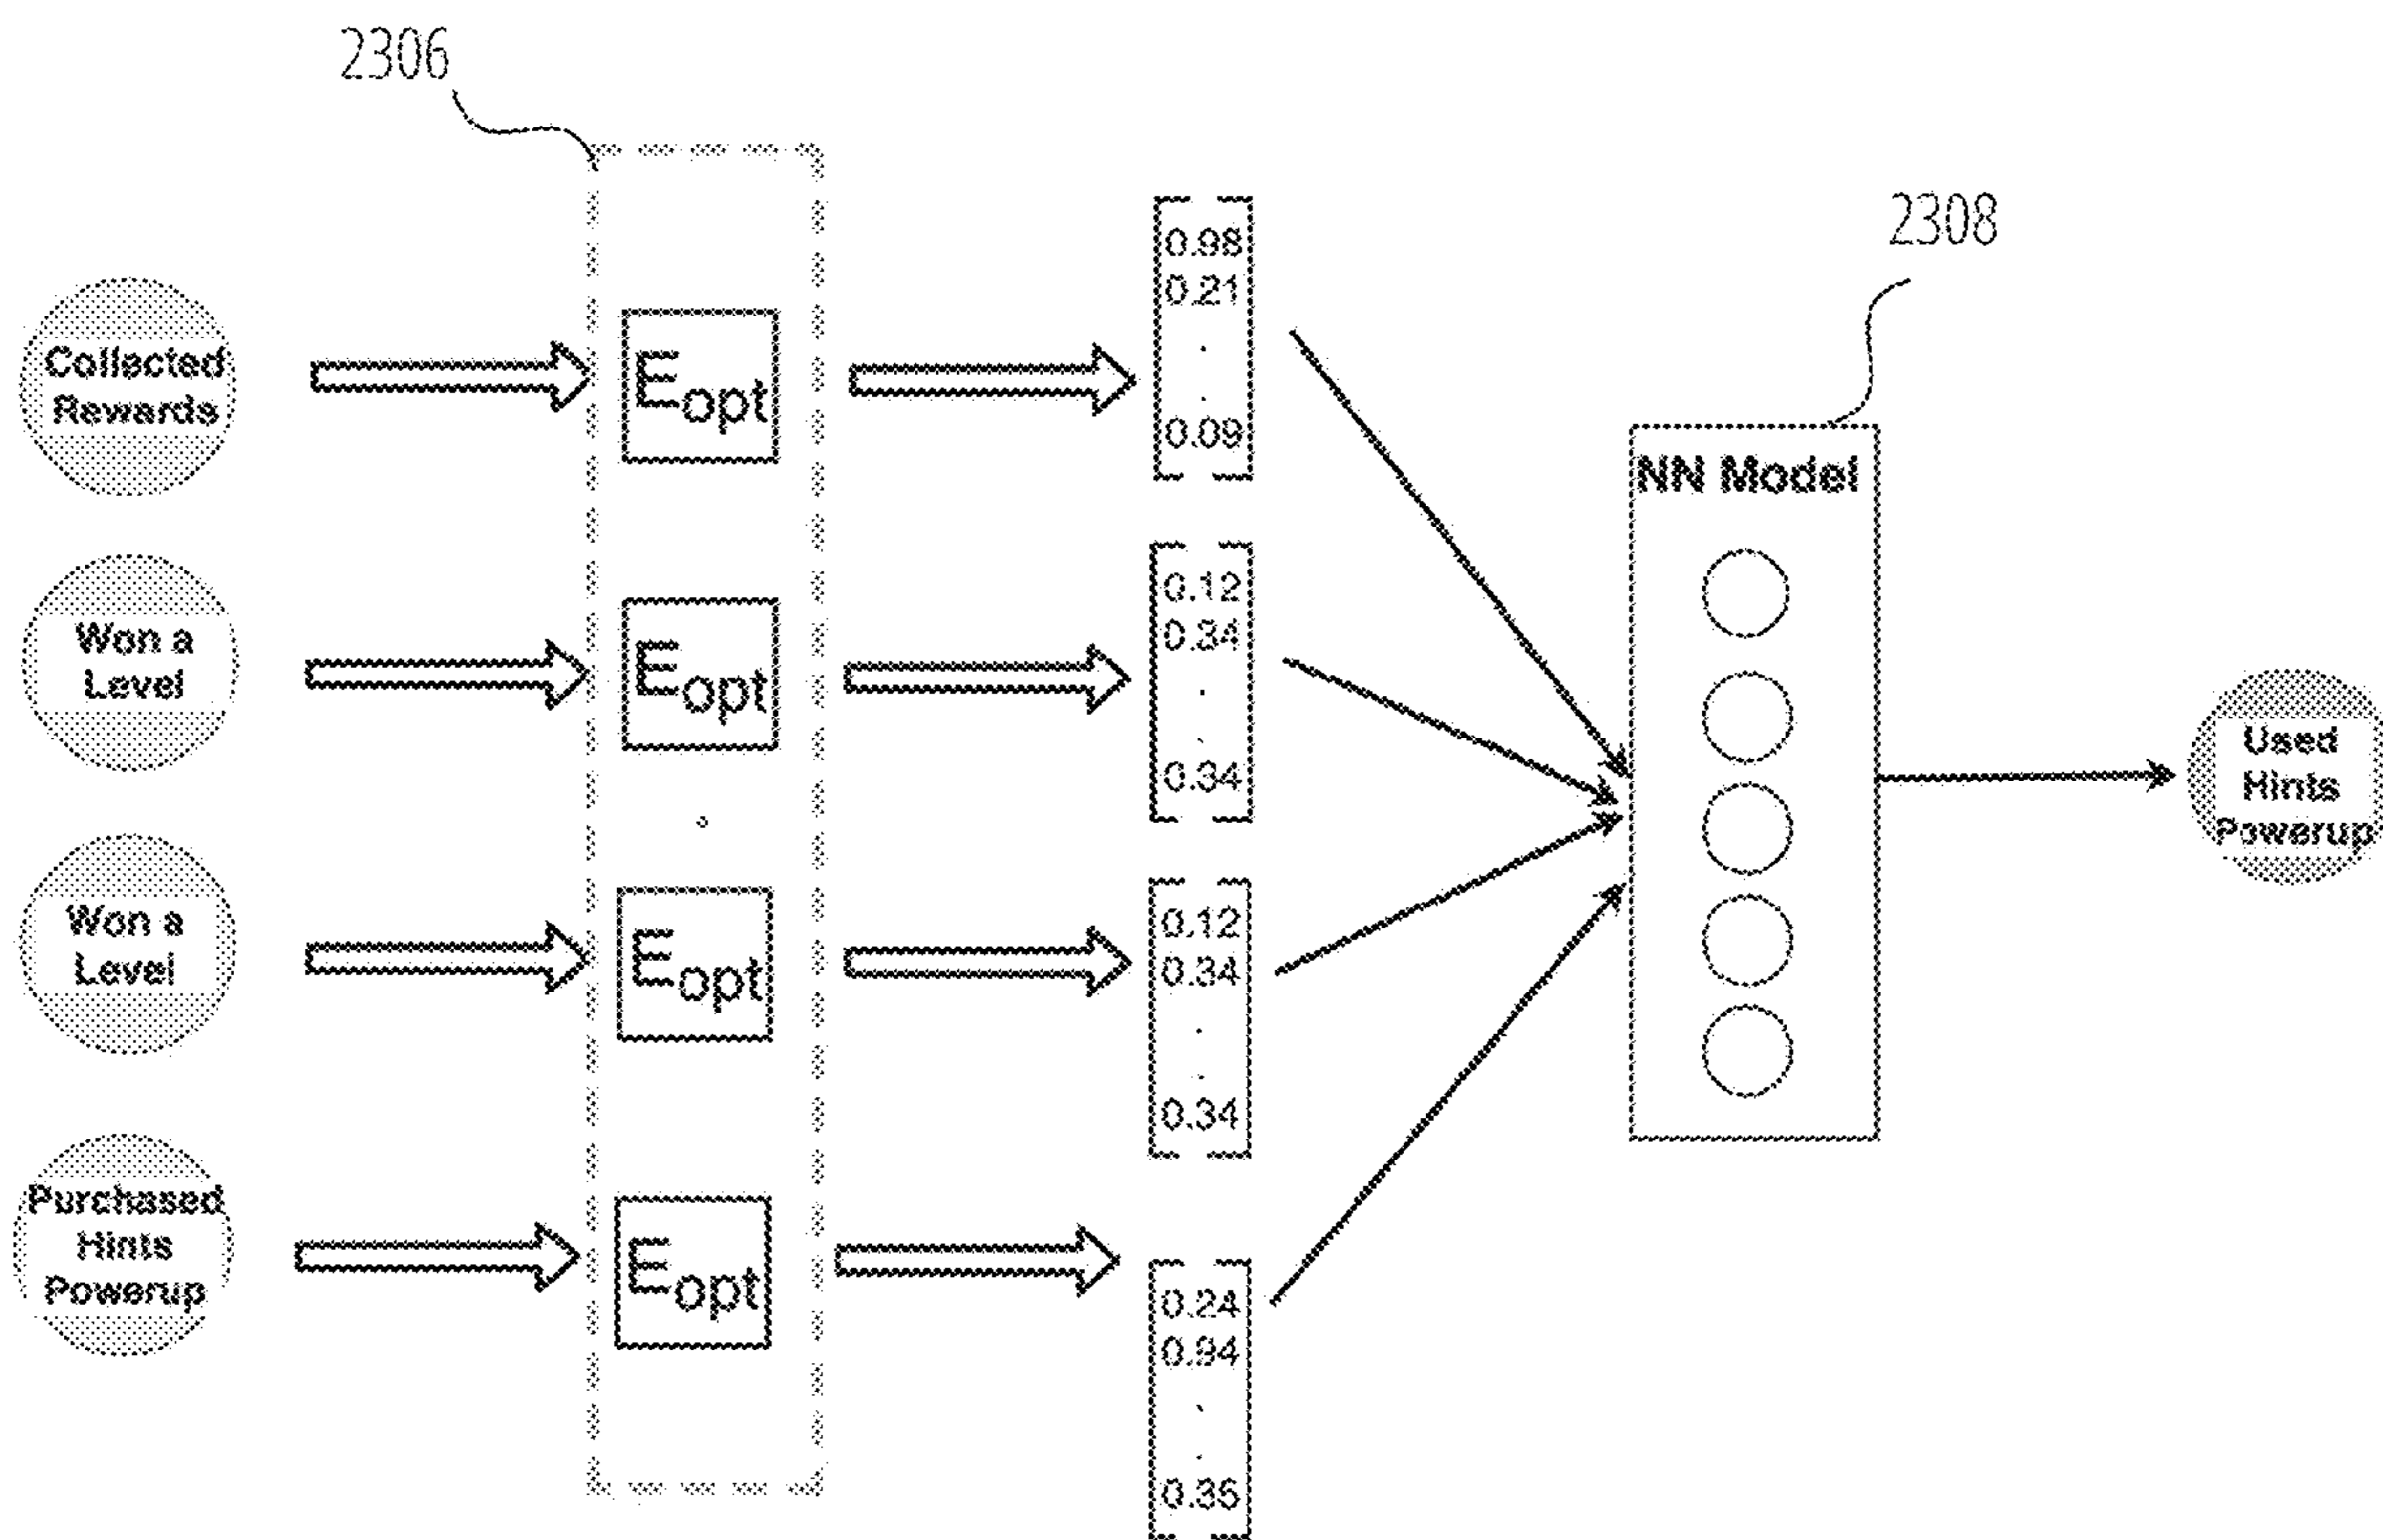 2306
2308
Collected
Rewards
Eopt
0.98
0.21
.
.
0.09
NN Model
Won a
Level
Eopt
0.12
0.34
.
.
0.34
Used
Hints
Powerup
Won a
Level
Eopt
0.12
0.34
.
.
0.34
Purchased
Hints
Powerup
Eopt
0.24
0.94
.
.
0.35